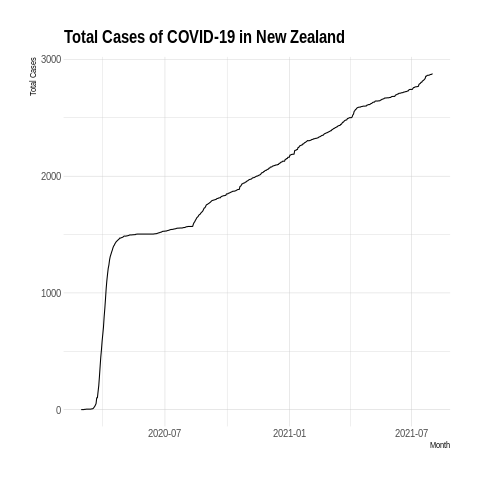 Total Cases of COVID-19 in New Zealand
Total Cases
3000
2000
1000
0
2020-07 2021-01 2021-07
Month